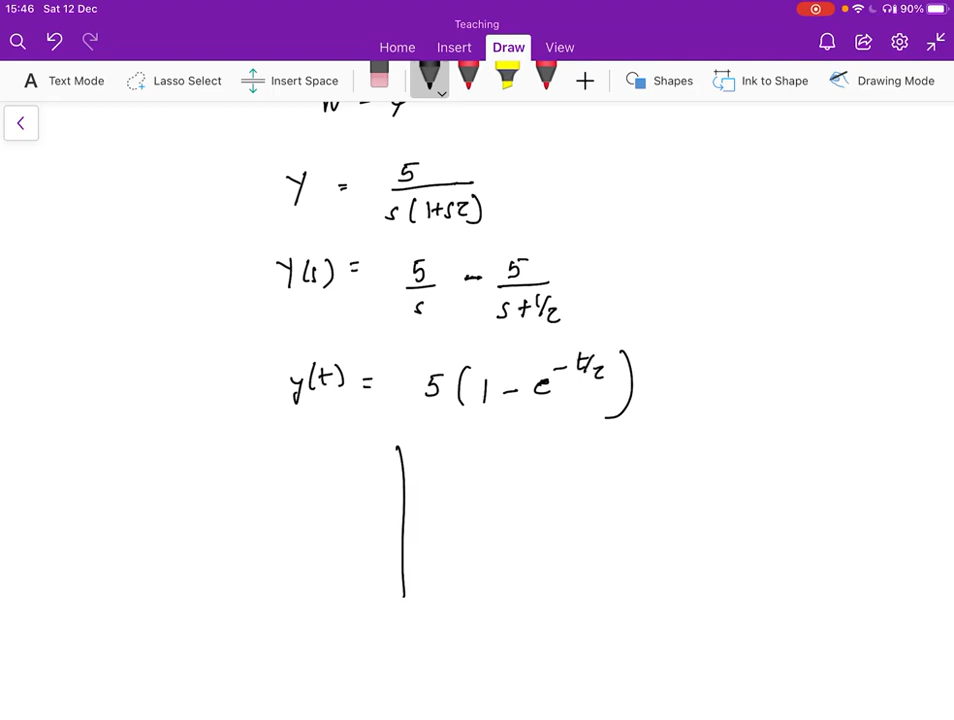 15:46 Sat 12 Dec
90%
Teaching
Home Insert Draw View
A Text Mode Lasso Select Insert Space Shapes Ink to Shape Drawing Mode
Y = 5 / s(1+sτ)
Y(s) = 5/s - 5/(s+1/τ)
y(t) = 5(1 - e^{-t/τ})